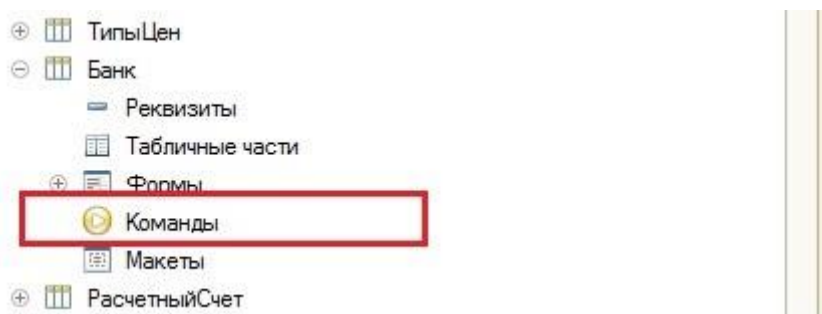 ТипыЦен
Банк
Реквизиты
Табличные части
Формы
Команды
Макеты
РасчетныйСчет